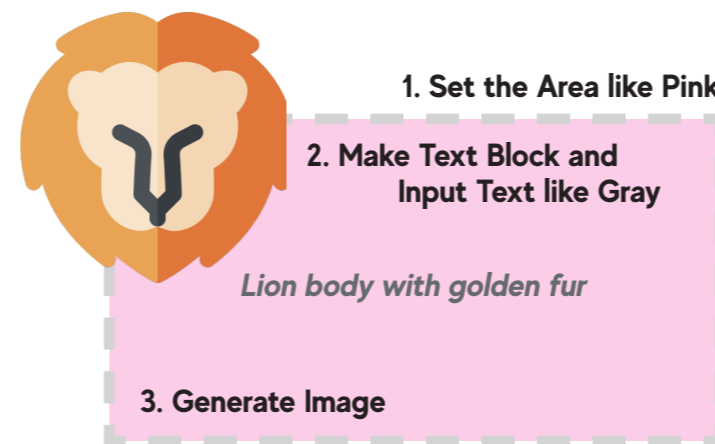 1. Set the Area like Pink
2. Make Text Block and
Input Text like Gray
Lion body with golden fur
3. Generate Image